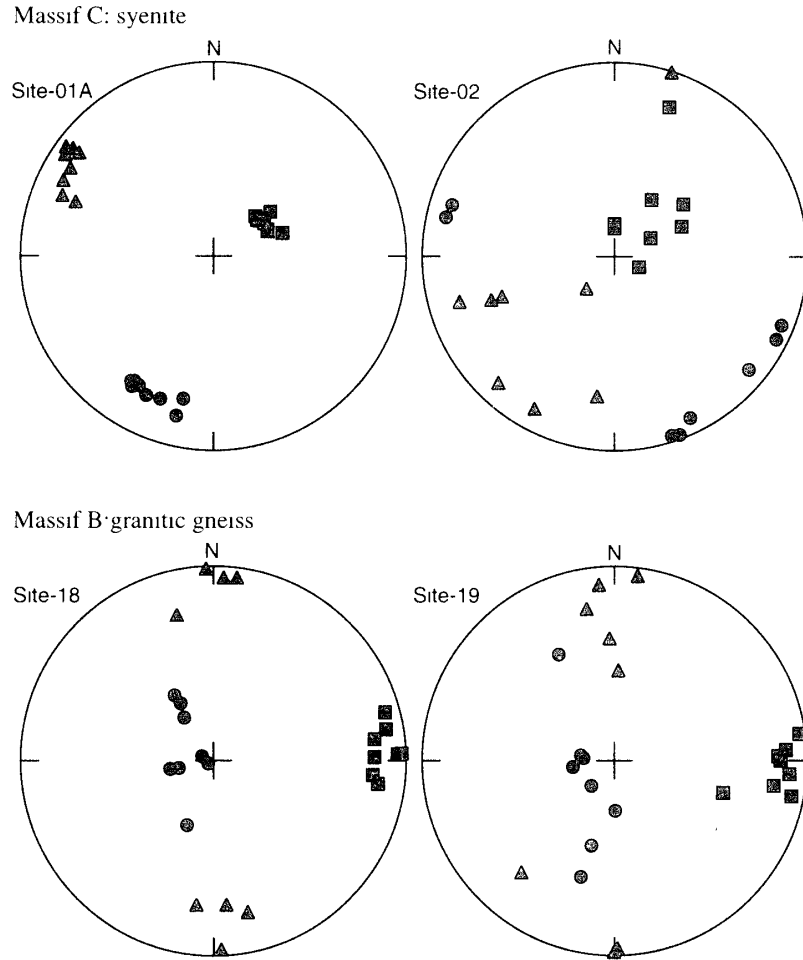 Massif C: syenite
N
N
Site-01A
Site-02
Massif B·granitic gneiss
N
N
Site-18
Site-19